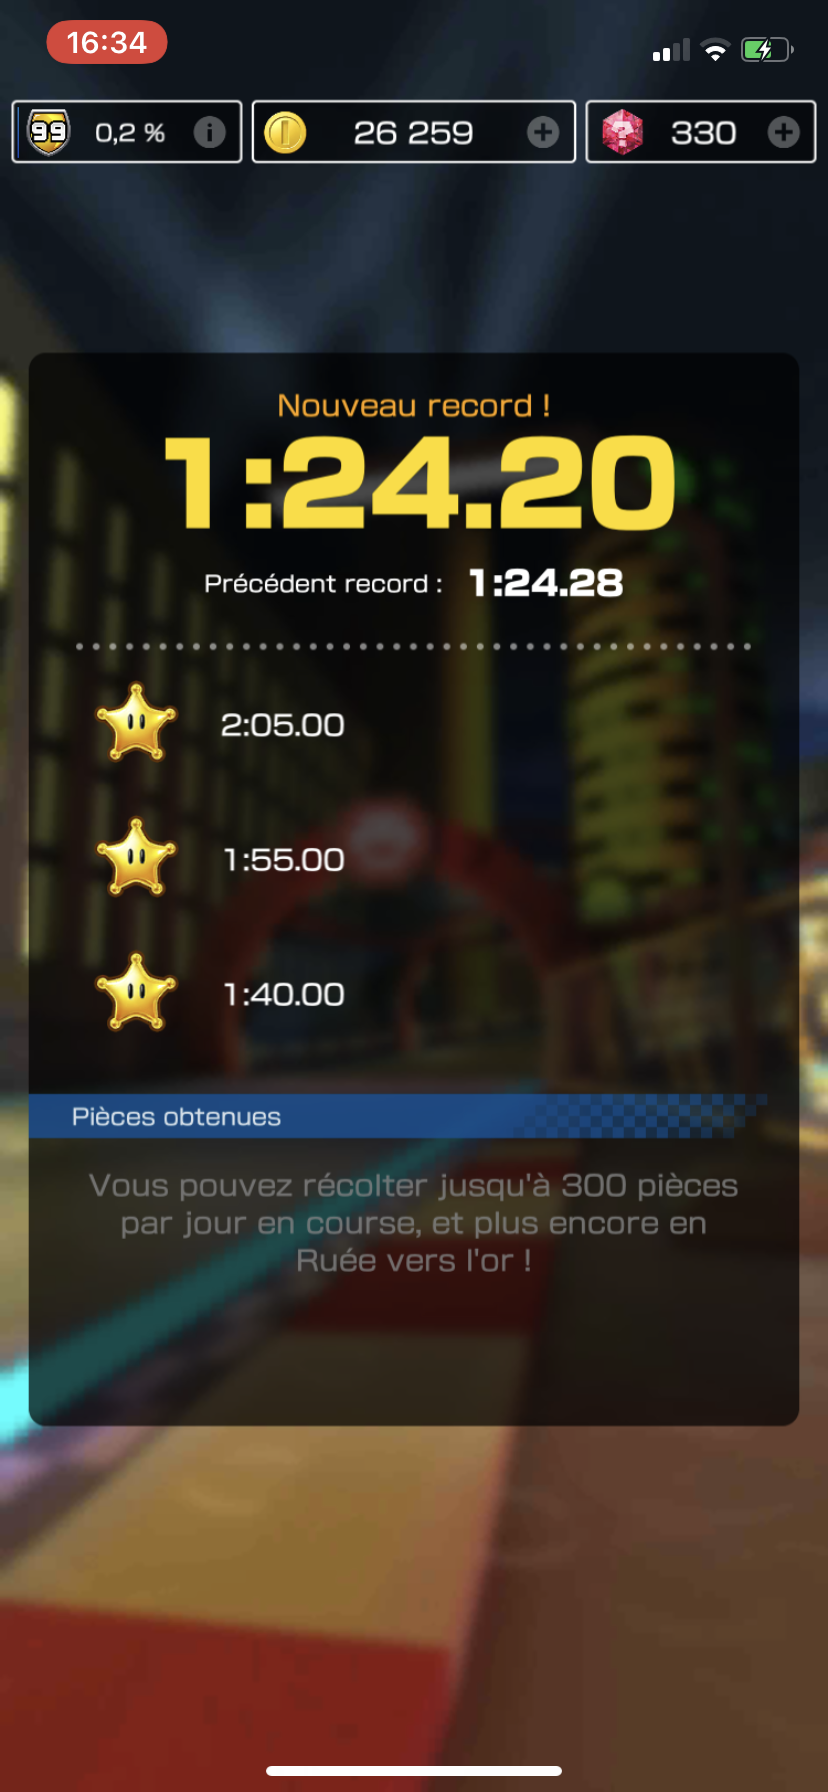 16:34
99 0,2 % i 26 259 + ? 330 +
Nouveau record !
1:24.20
Précédent record : 1:24.28
2:05.00
1:55.00
1:40.00
Pièces obtenues
Vous pouvez récolter jusqu'à 300 pièces
par jour en course, et plus encore en
Ruée vers l'or !